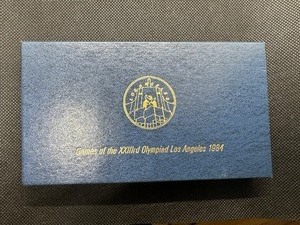 Games of the XXIIIrd Olympiad Los Angeles 1984